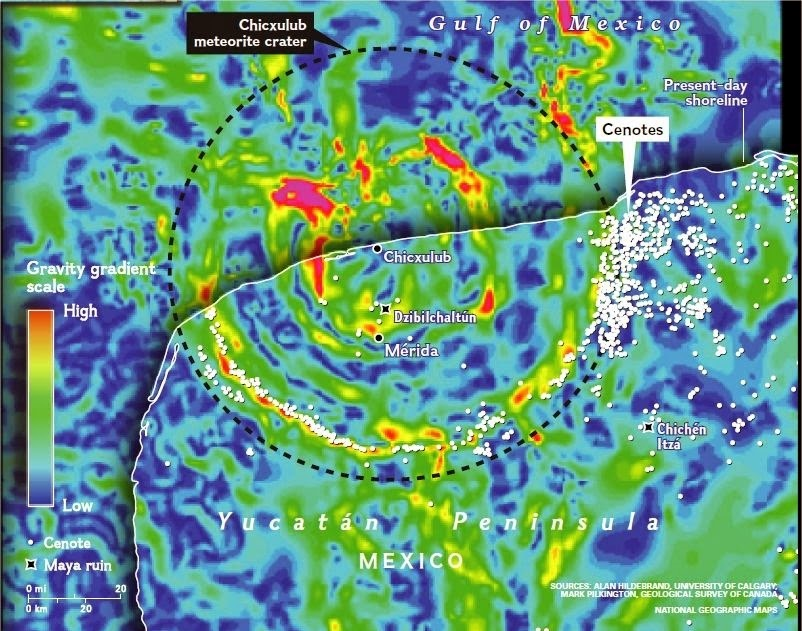 Chicxulub
meteorite crater
Gulf of Mexico
Present-day
shoreline
Cenotes
Chicxulub
Gravity gradient
scale
High
Dzibilchaltún
Mérida
Chichén
Itzá
Low
Yucatán Peninsula
Cenote
MEXICO
Maya ruin
0 mi 20
0 km 20
SOURCES: ALAN HILDEBRAND, UNIVERSITY OF CALGARY;
MARK PILKINGTON, GEOLOGICAL SURVEY OF CANADA
NATIONAL GEOGRAPHIC MAPS